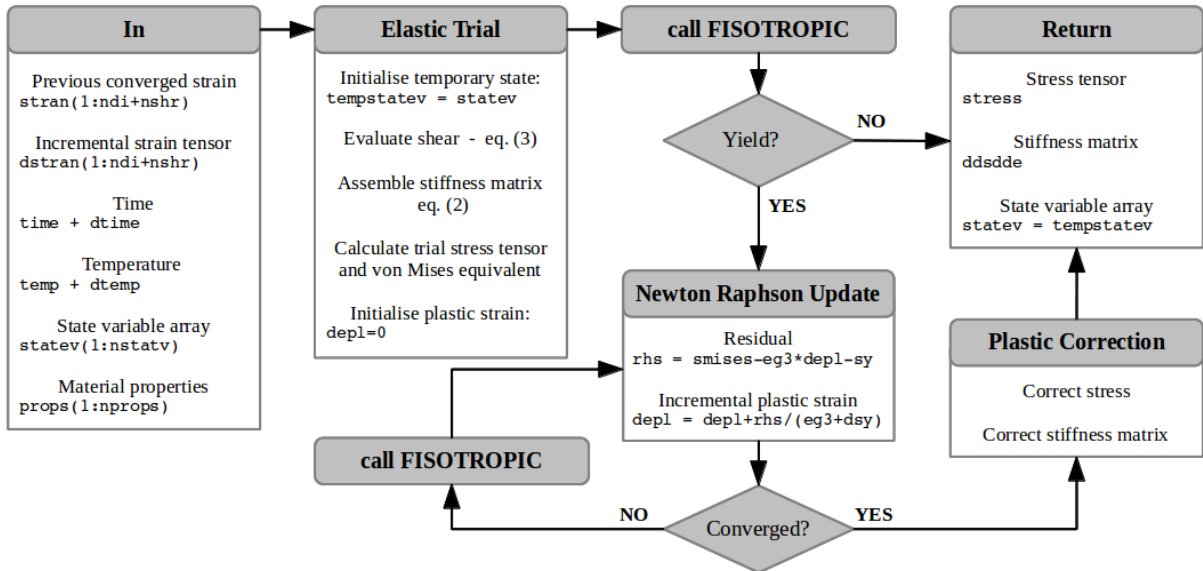 In
Previous converged strain
stran(1:ndi+nshr)
Incremental strain tensor
dstran(1:ndi+nshr)
Time
time + dtime
Temperature
temp + dtemp
State variable array
statev(1:nstatv)
Material properties
props(1:nprops)
Elastic Trial
Initialise temporary state:
tempstatev = statev
Evaluate shear - eq. (3)
Assemble stiffness matrix
eq. (2)
Calculate trial stress tensor
and von Mises equivalent
Initialise plastic strain:
depl=0
call FISOTROPIC
Yield?
NO
YES
Newton Raphson Update
Residual
rhs = smises-eg3*depl-sy
Incremental plastic strain
depl = depl+rhs/(eg3+dsy)
call FISOTROPIC
NO
Converged?
YES
Plastic Correction
Correct stress
Correct stiffness matrix
Return
Stress tensor
stress
Stiffness matrix
ddsdde
State variable array
statev = tempstatev